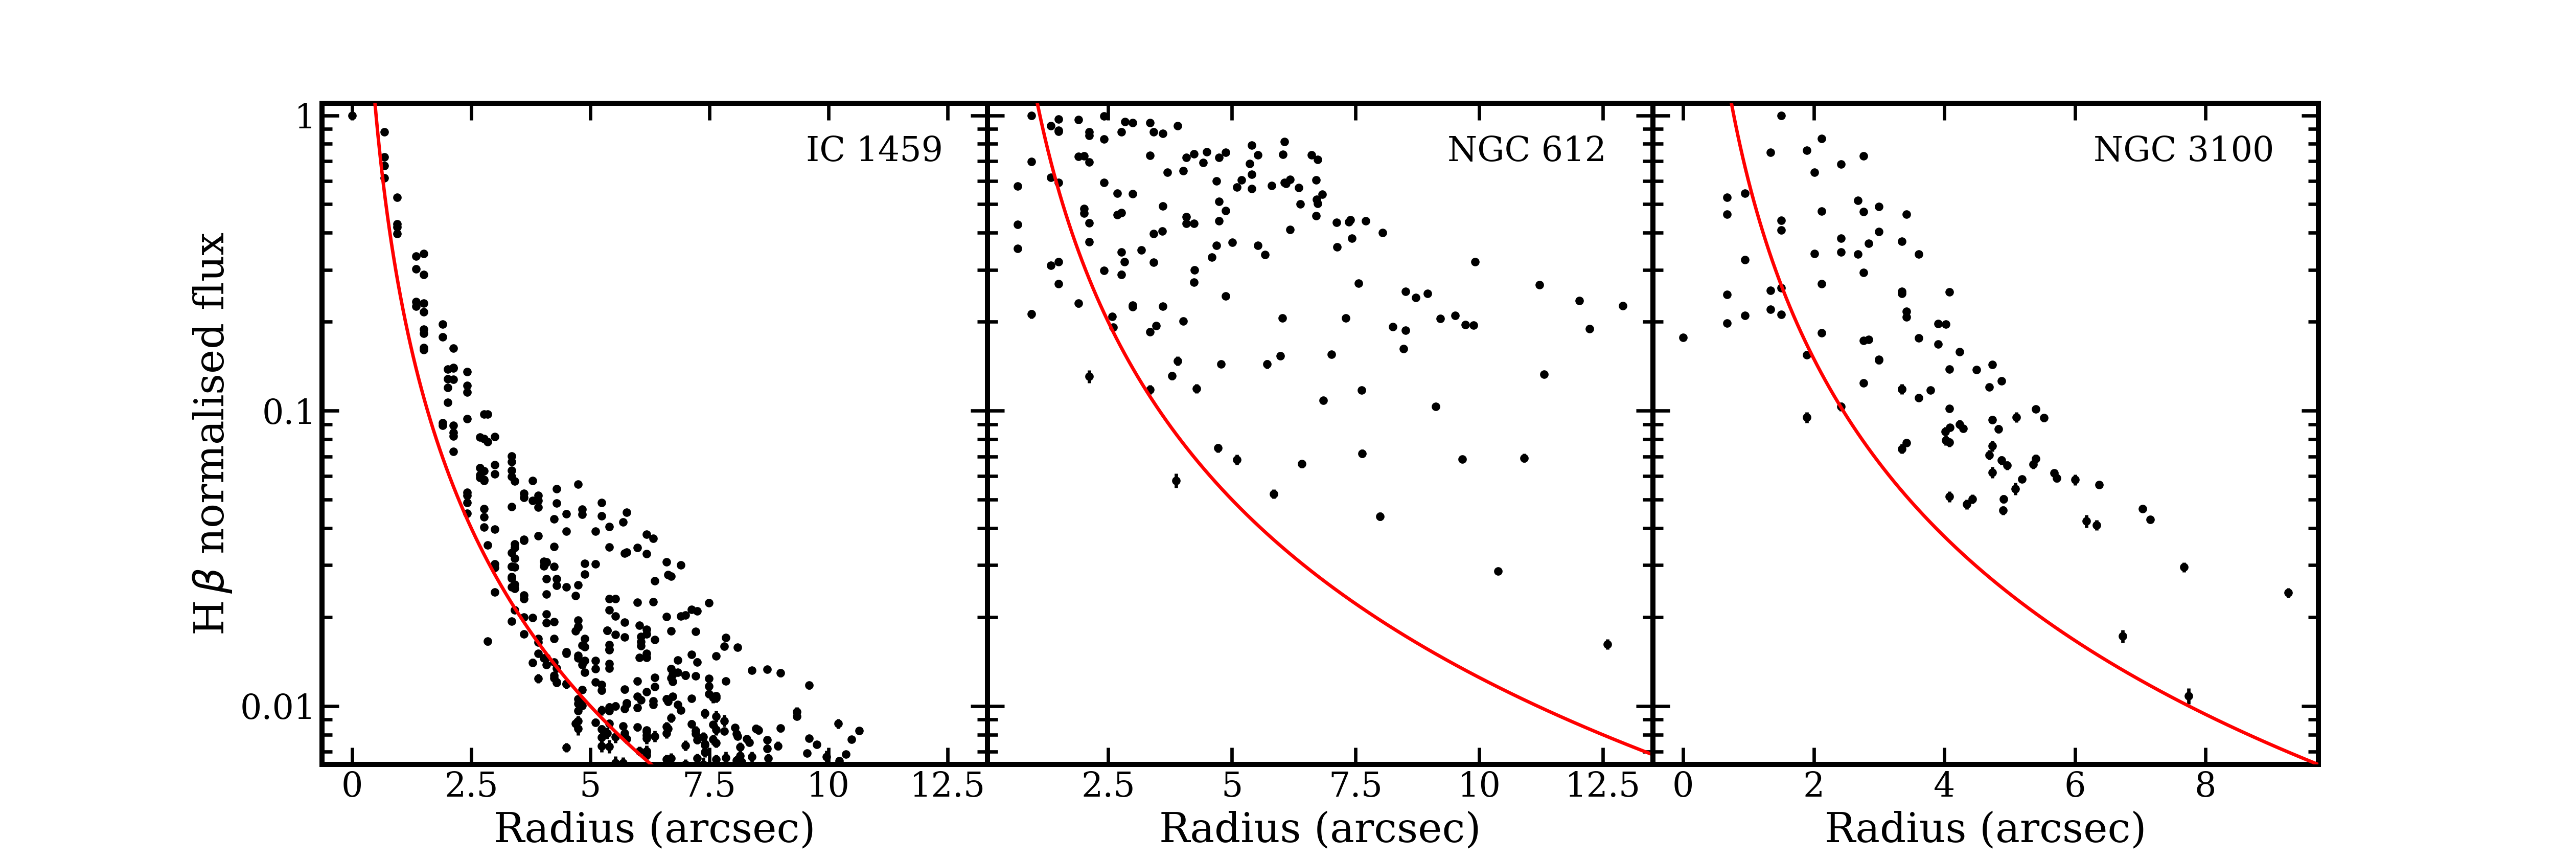 H β normalised flux
1
0.1
0.01
IC 1459
NGC 612
NGC 3100
0 2.5 5 7.5 10 12.5
2.5 5 7.5 10 12.5
0 2 4 6 8
Radius (arcsec)
Radius (arcsec)
Radius (arcsec)